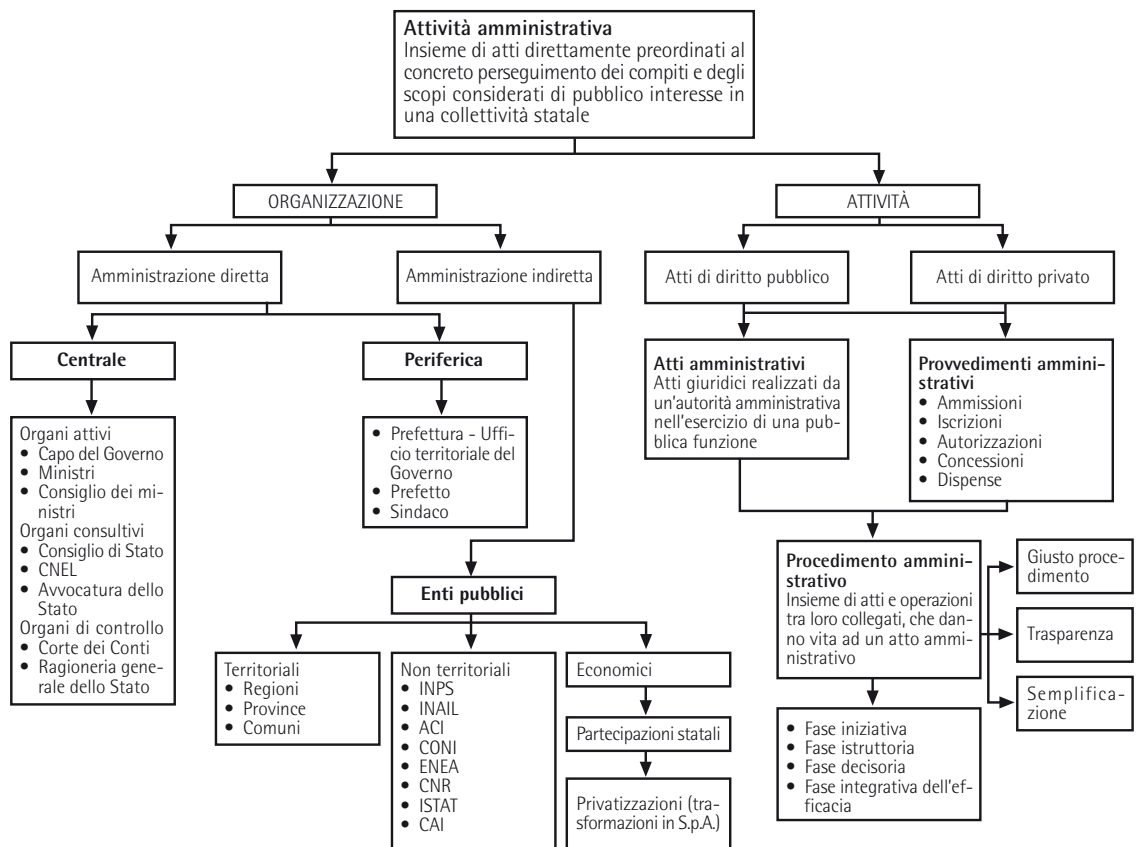 Attività amministrativa
Insieme di atti direttamente preordinati al
concreto perseguimento dei compiti e degli
scopi considerati di pubblico interesse in
una collettività statale
ORGANIZZAZIONE
ATTIVITÀ
Amministrazione diretta
Amministrazione indiretta
Atti di diritto pubblico
Atti di diritto privato
Centrale
Periferica
Atti amministrativi
Atti giuridici realizzati da
un'autorità amministrativa
nell'esercizio di una pub-
blica funzione
Provvedimenti ammini-
strativi
• Ammissioni
• Iscrizioni
• Autorizzazioni
• Concessioni
• Dispense
Organi attivi
• Capo del Governo
• Ministri
• Consiglio dei mi-
nistri
Organi consultivi
• Consiglio di Stato
• CNEL
• Avvocatura dello
Stato
Organi di controllo
• Corte dei Conti
• Ragioneria gene-
rale dello Stato
• Prefettura - Uffi-
cio territoriale del
Governo
• Prefetto
• Sindaco
Enti pubblici
Procedimento ammini-
strativo
Insieme di atti e operazioni
tra loro collegati, che dan-
no vita ad un atto ammi-
nistrativo
Giusto proce-
dimento
Trasparenza
Semplifica-
zione
Territoriali
• Regioni
• Province
• Comuni
Non territoriali
• INPS
• INAIL
• ACI
• CONI
• ENEA
• CNR
• ISTAT
• CAI
Economici
Partecipazioni statali
Privatizzazioni (tra-
sformazioni in S.p.A.)
• Fase iniziativa
• Fase istruttoria
• Fase decisoria
• Fase integrativa dell'ef-
ficacia